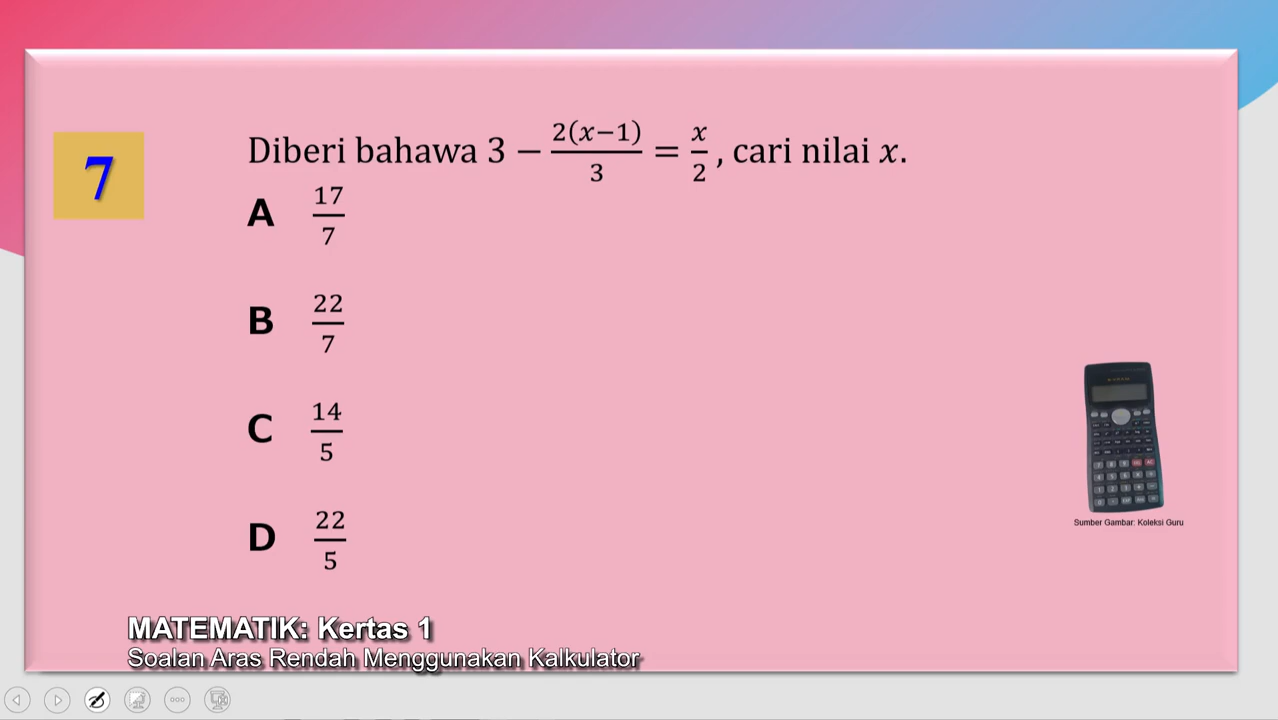 7
Diberi bahawa 3 − 2(x−1)/3 = x/2 , cari nilai x.
A 17/7
B 22/7
C 14/5
D 22/5
Sumber Gambar: Koleksi Guru
MATEMATIK: Kertas 1
Soalan Aras Rendah Menggunakan Kalkulator